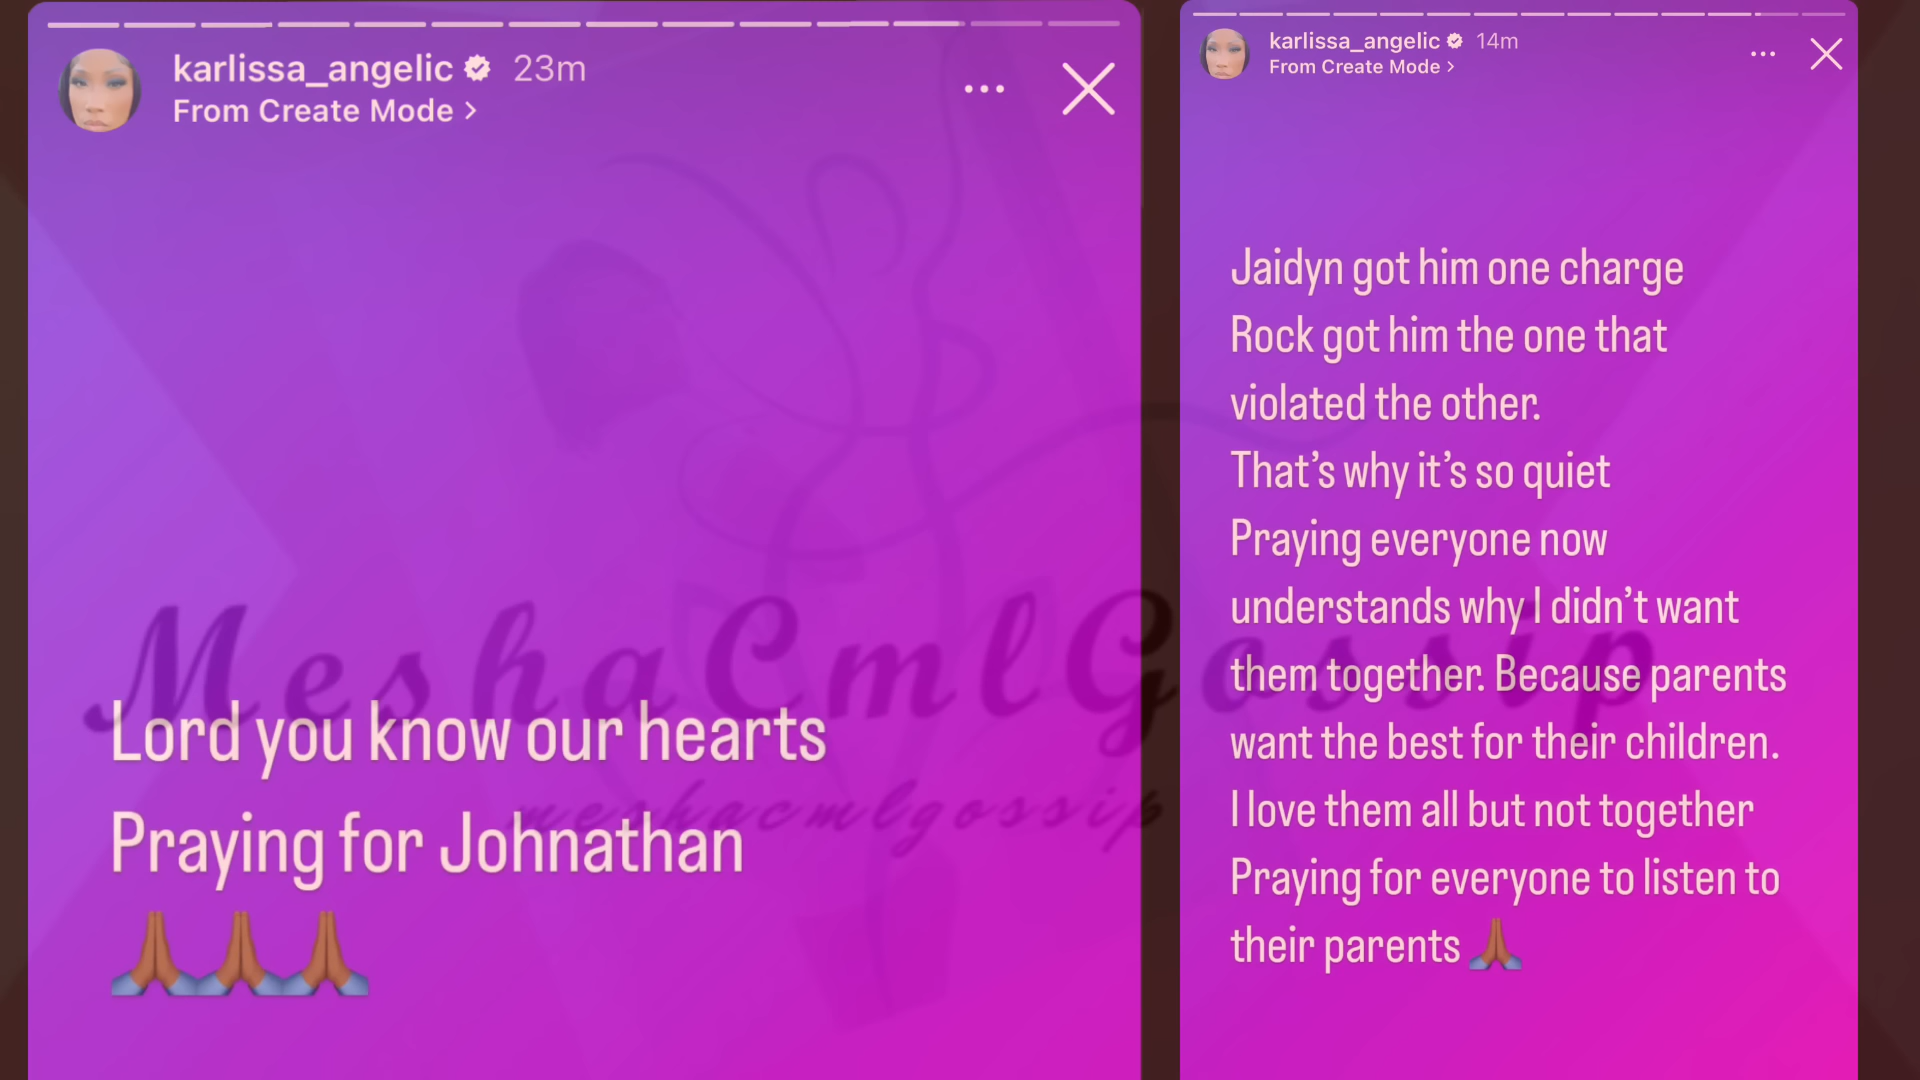 karlissa_angelic 23m
From Create Mode >
Lord you know our hearts
Praying for Johnathan
🙏🏾🙏🏾🙏🏾
karlissa_angelic 14m
From Create Mode >
Jaidyn got him one charge
Rock got him the one that
violated the other.
That's why it's so quiet
Praying everyone now
understands why I didn't want
them together. Because parents
want the best for their children.
I love them all but not together
Praying for everyone to listen to
their parents 🙏🏾
MeshaCmlGossip
meshacmlgossip